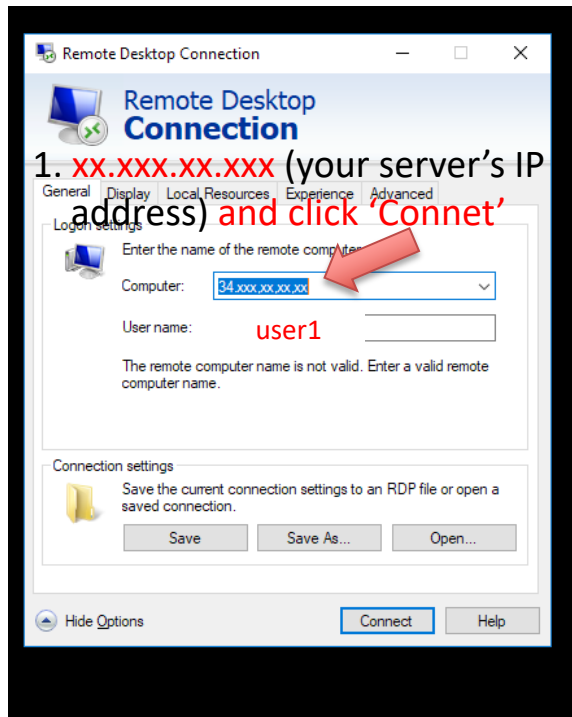 Remote Desktop Connection
Remote Desktop
Connection
1. xx.xxx.xx.xxx (your server's IP
address) and click ‘Connet’
General Display Local Resources Experience Advanced
Logon settings
Enter the name of the remote computer.
Computer: 34.xxx,xx,xx,xx
User name: user1
The remote computer name is not valid. Enter a valid remote
computer name.
Connection settings
Save the current connection settings to an RDP file or open a
saved connection.
Save Save As... Open...
Hide Options Connect Help